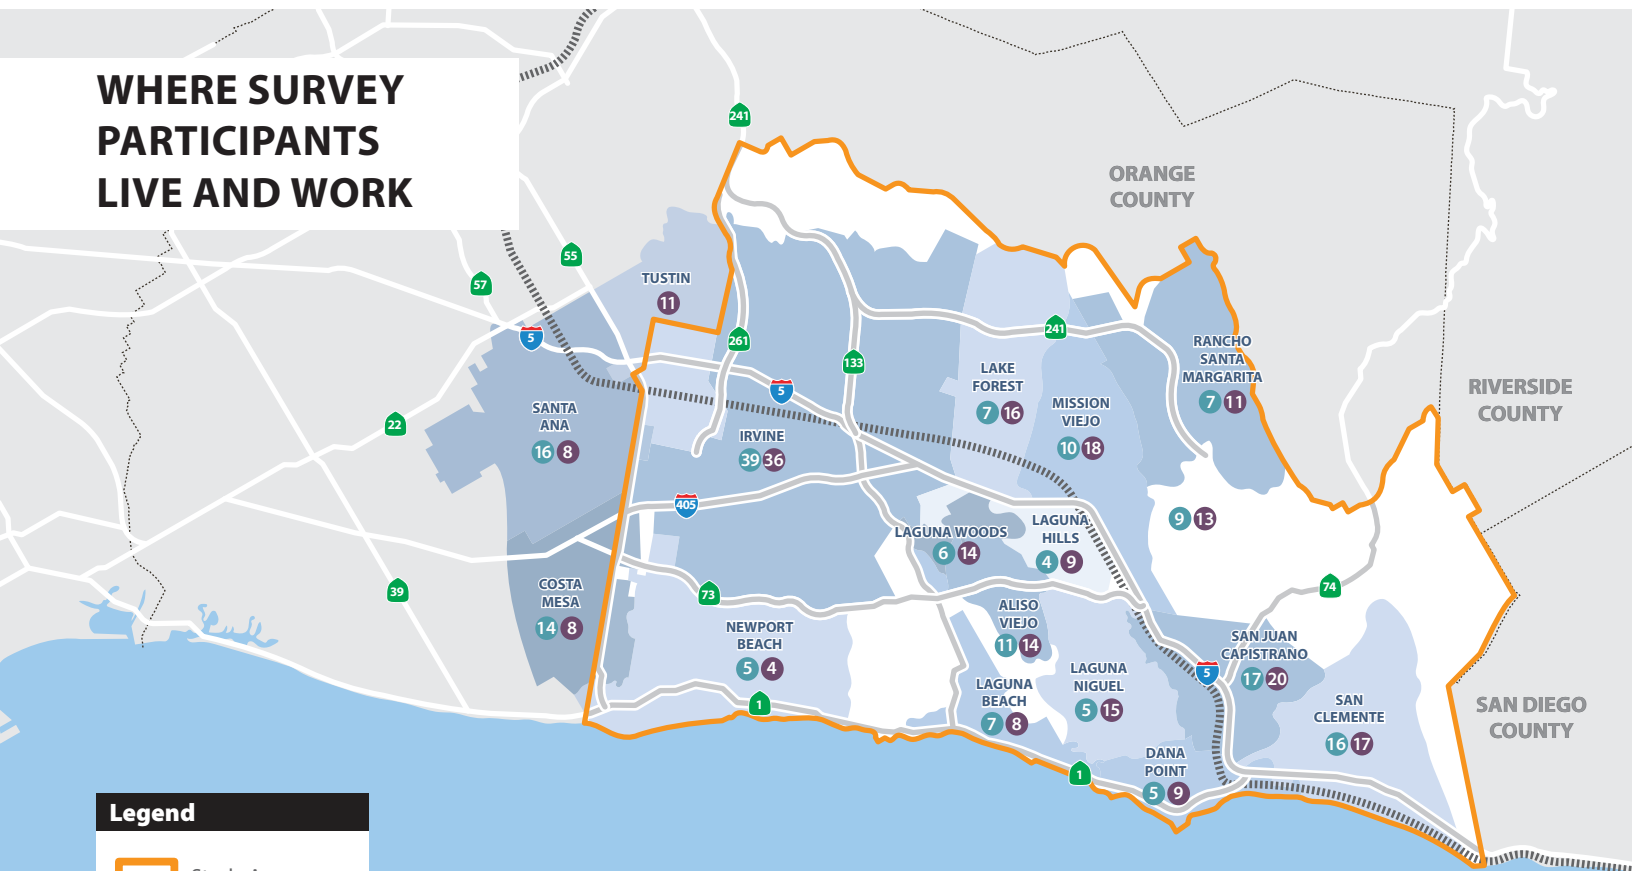 WHERE SURVEY
PARTICIPANTS
LIVE AND WORK
241
ORANGE
COUNTY
55
57
TUSTIN
11
5
261
241
133
RANCHO
SANTA
MARGARITA
7 11
LAKE
FOREST
7 16
5
RIVERSIDE
COUNTY
MISSION
VIEJO
10 18
SANTA
ANA
16 8
22
IRVINE
39 36
405
9 13
LAGUNA WOODS
6 14
LAGUNA
HILLS
4 9
39
COSTA
MESA
14 8
73
74
ALISO
VIEJO
11 14
NEWPORT
BEACH
5 4
SAN JUAN
CAPISTRANO
17 20
5
LAGUNA
NIGUEL
5 15
LAGUNA
BEACH
7 8
1
SAN
CLEMENTE
16 17
SAN DIEGO
COUNTY
DANA
POINT
5 9
1
Legend